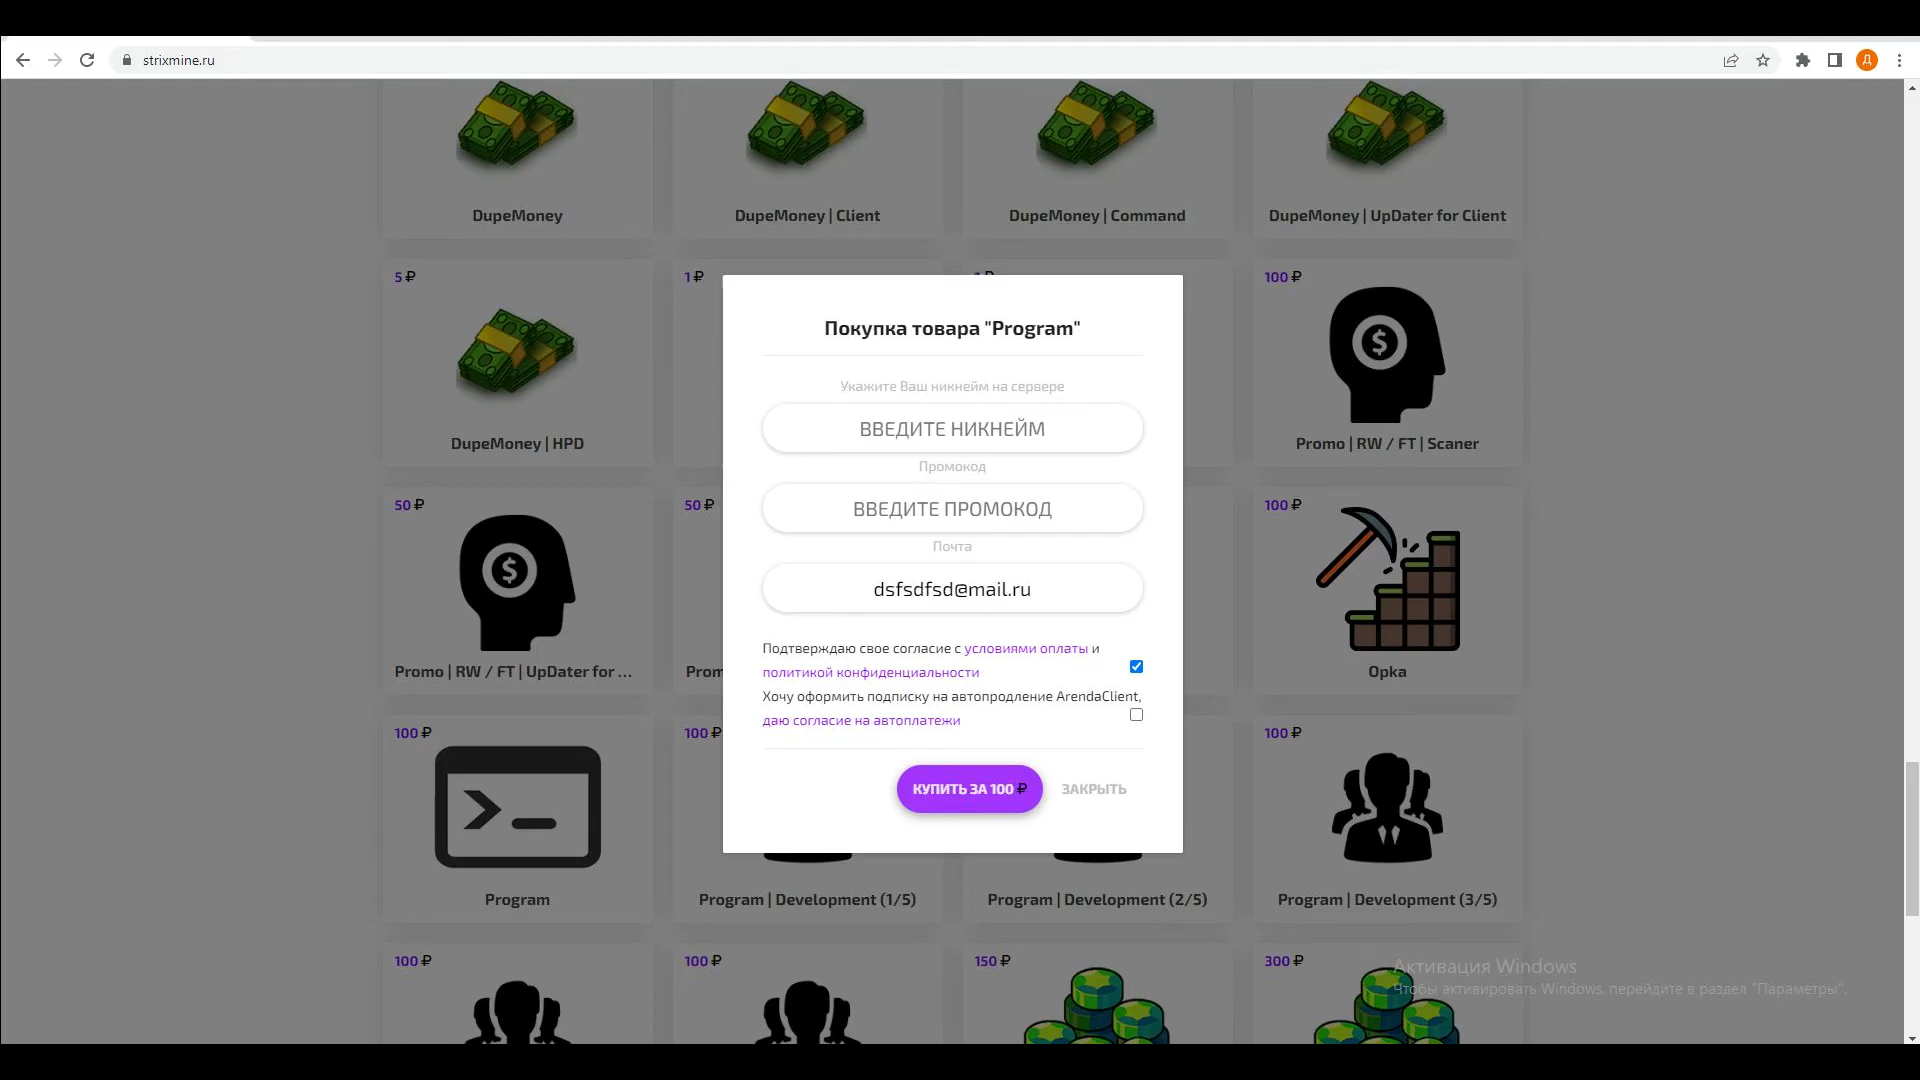 strixmine.ru
Д
DupeMoney
DupeMoney | Client
DupeMoney | Command
DupeMoney | UpDater for Client
5 ₽
1 ₽
100 ₽
DupeMoney | HPD
Promo | RW / FT | Scaner
Покупка товара "Program"
Укажите Ваш никнейм на сервере
ВВЕДИТЕ НИКНЕЙМ
Промокод
ВВЕДИТЕ ПРОМОКОД
Почта
dsfsdfsd@mail.ru
Подтверждаю свое согласие с условиями оплаты и
политикой конфиденциальности
Хочу оформить подписку на автопродление ArendaClient,
даю согласие на автоплатежи
КУПИТЬ ЗА 100 ₽
ЗАКРЫТЬ
50 ₽
50 ₽
100 ₽
Promo | RW / FT | UpDater for ...
Prom
Opka
100 ₽
100 ₽
100 ₽
Program
Program | Development (1/5)
Program | Development (2/5)
Program | Development (3/5)
100 ₽
100 ₽
150 ₽
300 ₽
Активация Windows
Чтобы активировать Windows, перейдите в раздел "Параметры".